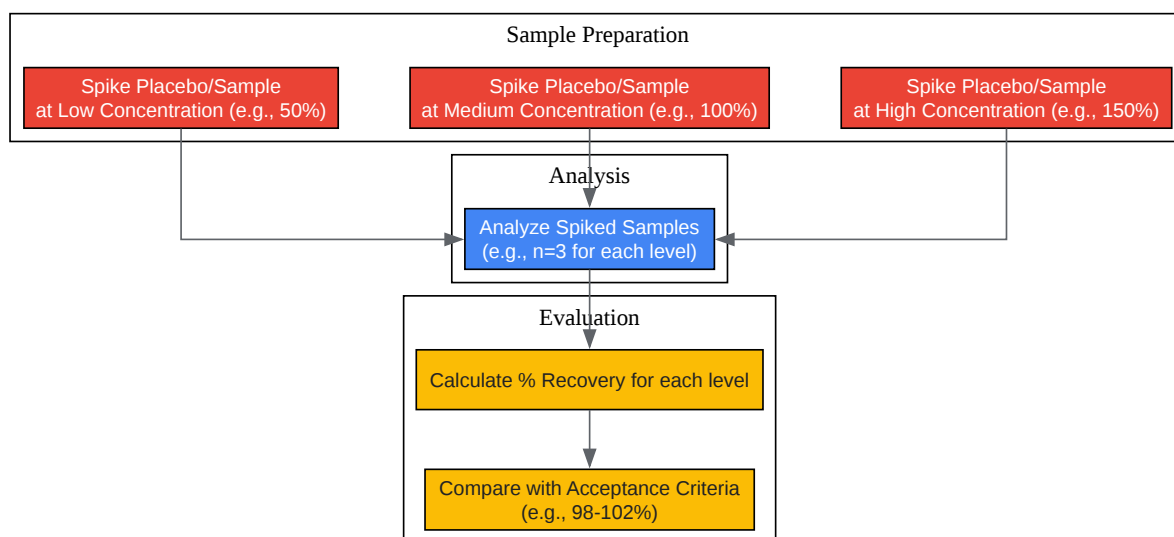 Sample Preparation
Spike Placebo/Sample
at Low Concentration (e.g., 50%)
Spike Placebo/Sample
at Medium Concentration (e.g., 100%)
Spike Placebo/Sample
at High Concentration (e.g., 150%)
Analysis
Analyze Spiked Samples
(e.g., n=3 for each level)
Evaluation
Calculate % Recovery for each level
Compare with Acceptance Criteria
(e.g., 98-102%)